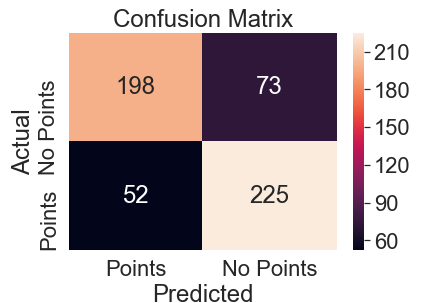 Confusion Matrix
Actual
No Points
Points
198
73
52
225
Points
No Points
Predicted
210
180
150
120
90
60